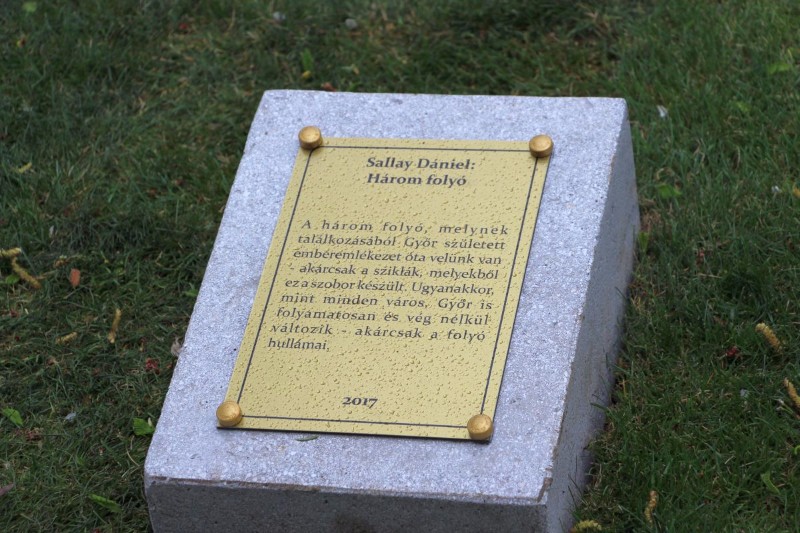 Sallay Dániel:
Három folyó
A három folyó, melynek
találkozásából Győr született
emberemlékezet óta velünk van
- akárcsak a sziklák, melyekből
ez a szobor készült. Ugyanakkor,
mint minden város, Győr is
folyamatosan és vég nélkül
változik - akárcsak a folyó
hullámai.
2017